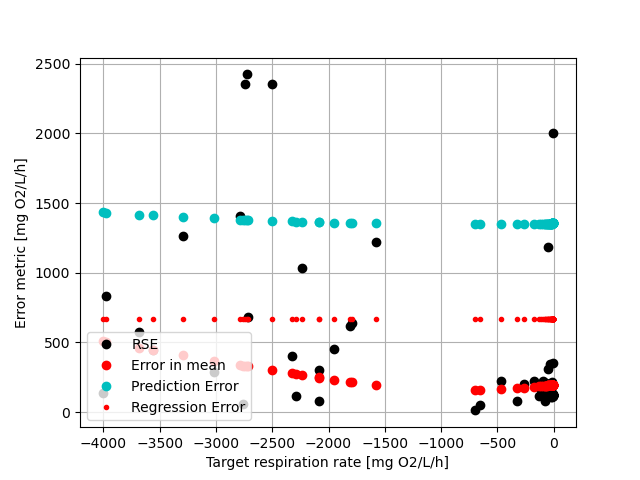 2500
2000
1500
1000
500
0
Error metric [mg O2/L/h]
RSE
Error in mean
Prediction Error
Regression Error
−4000 −3500 −3000 −2500 −2000 −1500 −1000 −500 0
Target respiration rate [mg O2/L/h]